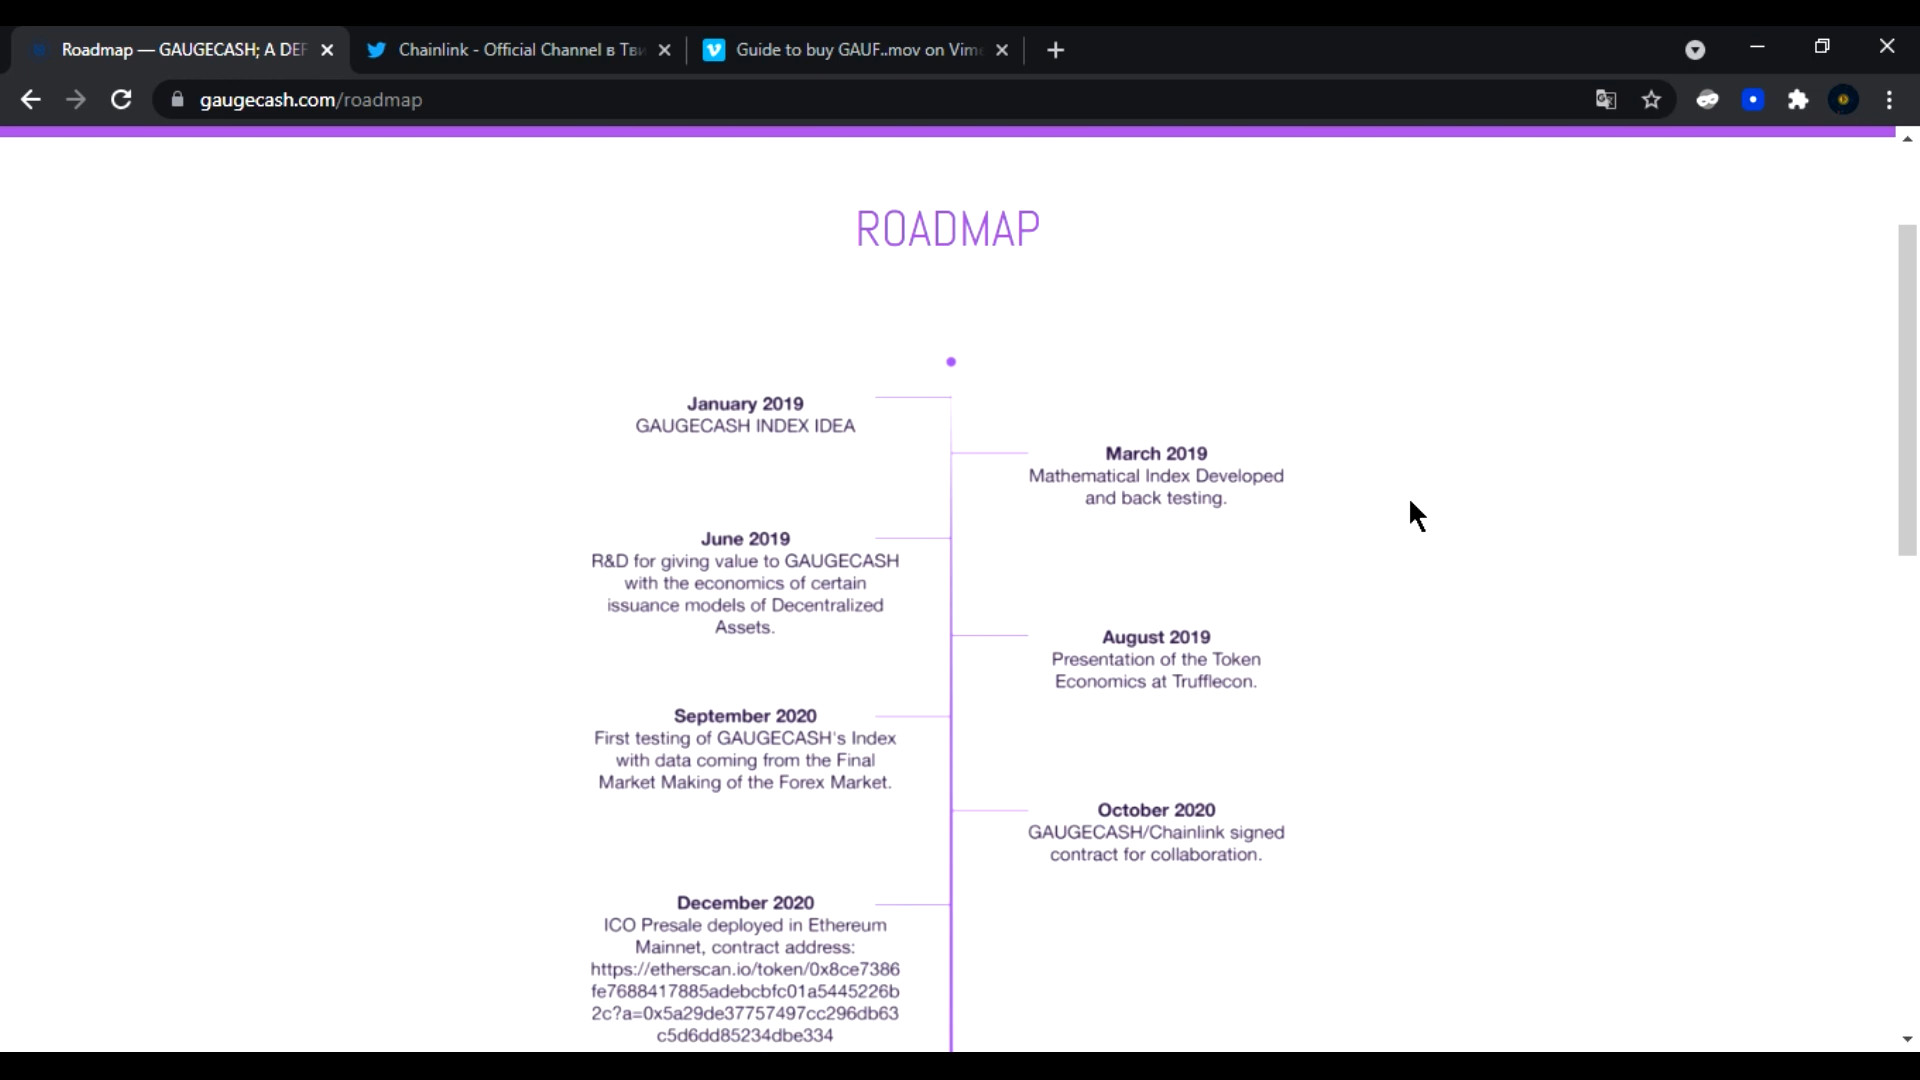 Roadmap — GAUGECASH; A DEF
Chainlink - Official Channel в Тви
Guide to buy GAUF..mov on Vim
gaugecash.com/roadmap
ROADMAP
January 2019
GAUGECASH INDEX IDEA
March 2019
Mathematical Index Developed
and back testing.
June 2019
R&D for giving value to GAUGECASH
with the economics of certain
issuance models of Decentralized
Assets.
August 2019
Presentation of the Token
Economics at Trufflecon.
September 2020
First testing of GAUGECASH's Index
with data coming from the Final
Market Making of the Forex Market.
October 2020
GAUGECASH/Chainlink signed
contract for collaboration.
December 2020
ICO Presale deployed in Ethereum
Mainnet, contract address:
https://etherscan.io/token/0x8ce7386
fe7688417885adebcbfc01a5445226b
2c?a=0x5a29de37757497cc296db63
c5d6dd85234dbe334